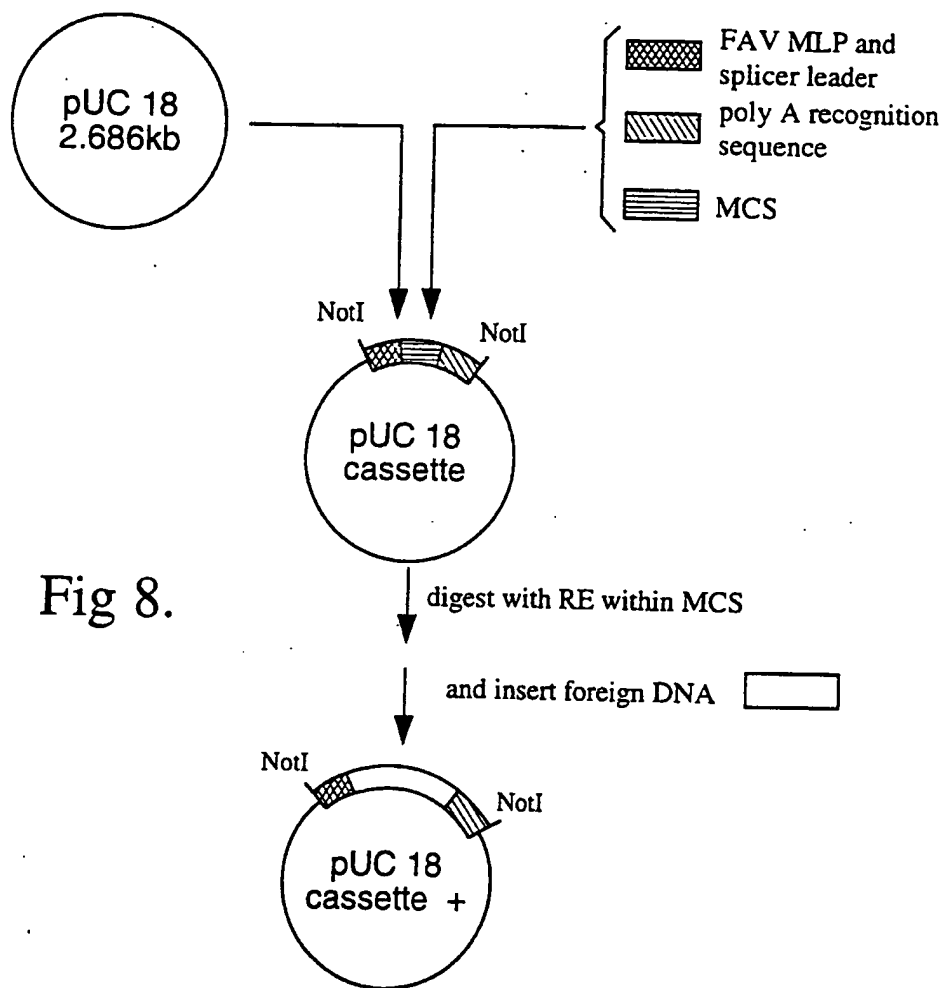 pUC 18
2.686kb
FAV MLP and
splicer leader
poly A recognition
sequence
MCS
NotI
NotI
pUC 18
cassette
Fig 8.
digest with RE within MCS
and insert foreign DNA
NotI
NotI
pUC 18
cassette +